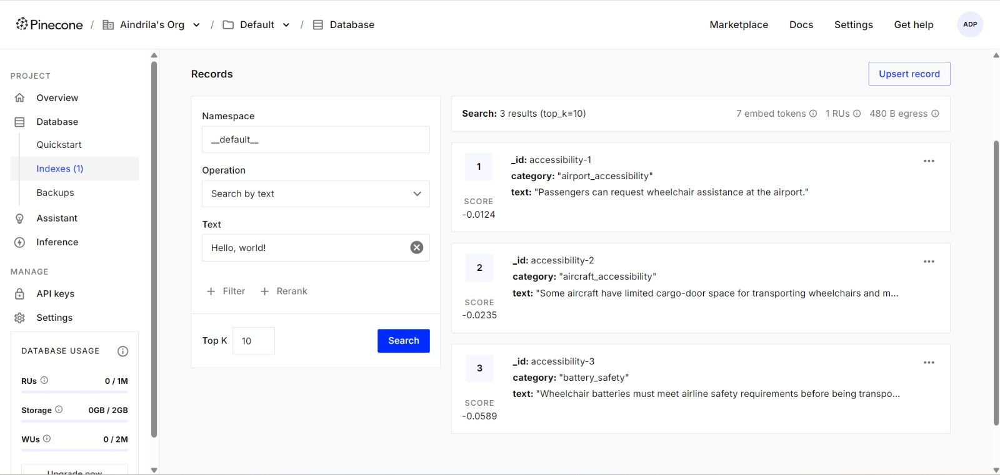 Pinecone / Aindrila's Org / Default / Database Marketplace Docs Settings Get help ADP
PROJECT
Overview
Database
Quickstart
Indexes (1)
Backups
Assistant
Inference
MANAGE
API keys
Settings
DATABASE USAGE
RUs 0 / 1M
Storage 0GB / 2GB
WUs 0 / 2M
Upgrade now
Records
Upsert record
Namespace
__default__
Operation
Search by text
Text
Hello, world!
+ Filter + Rerank
Top K 10 Search
Search: 3 results (top_k=10) 7 embed tokens 1 RUs 480 B egress
1
SCORE
-0.0124
_id: accessibility-1
category: "airport_accessibility"
text: "Passengers can request wheelchair assistance at the airport."
2
SCORE
-0.0235
_id: accessibility-2
category: "aircraft_accessibility"
text: "Some aircraft have limited cargo-door space for transporting wheelchairs and m...
3
SCORE
-0.0589
_id: accessibility-3
category: "battery_safety"
text: "Wheelchair batteries must meet airline safety requirements before being transpo...